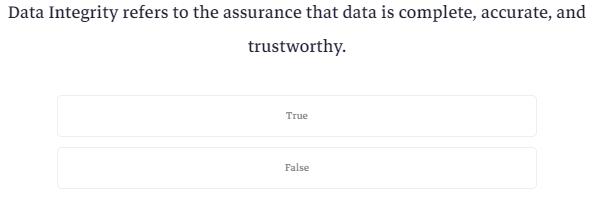 Data Integrity refers to the assurance that data is complete, accurate, and
trustworthy.
True
False